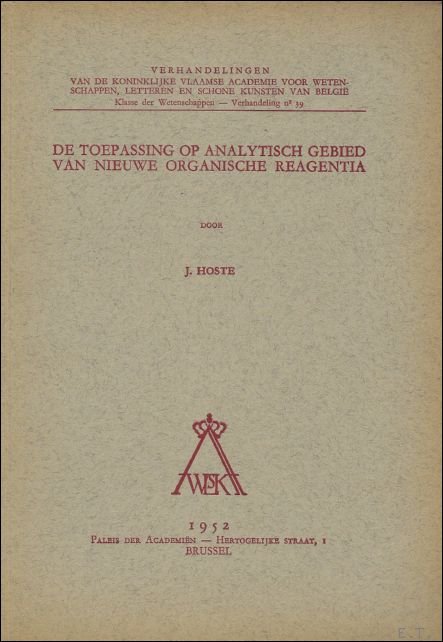 VERHANDELINGEN
VAN DE KONINKLIJKE VLAAMSE ACADEMIE VOOR WETEN-
SCHAPPEN, LETTEREN EN SCHONE KUNSTEN VAN BELGIË
Klasse der Wetenschappen — Verhandeling nº 39
DE TOEPASSING OP ANALYTISCH GEBIED
VAN NIEUWE ORGANISCHE REAGENTIA
DOOR
J. HOSTE
1952
PALEIS DER ACADEMIËN — HERTOGELIJKE STRAAT, 1
BRUSSEL
E.T